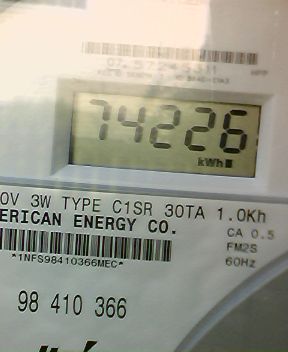 74226
kWh
0V 3W TYPE C1SR 30TA 1.0Kh
ERICAN ENERGY CO.
CA 0.5
FM2S
*1NFS98410366MEC*
60Hz
98 410 366